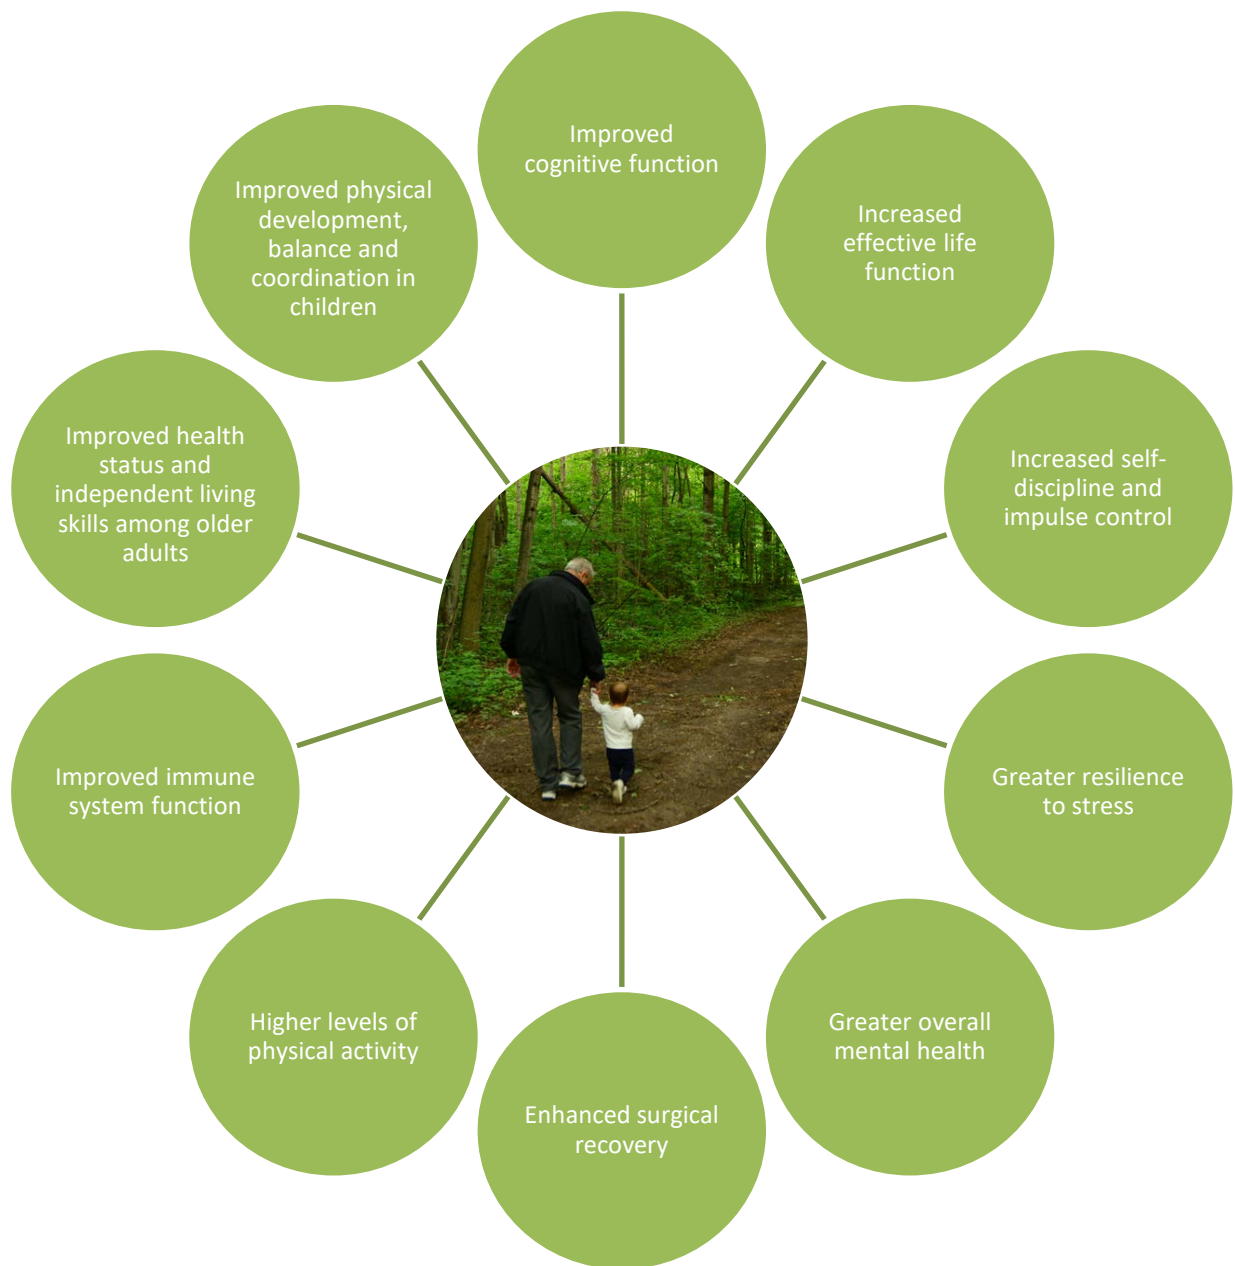 Improved
cognitive function
Increased
effective life
function
Increased self-
discipline and
impulse control
Greater resilience
to stress
Greater overall
mental health
Enhanced surgical
recovery
Higher levels of
physical activity
Improved immune
system function
Improved health
status and
independent living
skills among older
adults
Improved physical
development,
balance and
coordination in
children